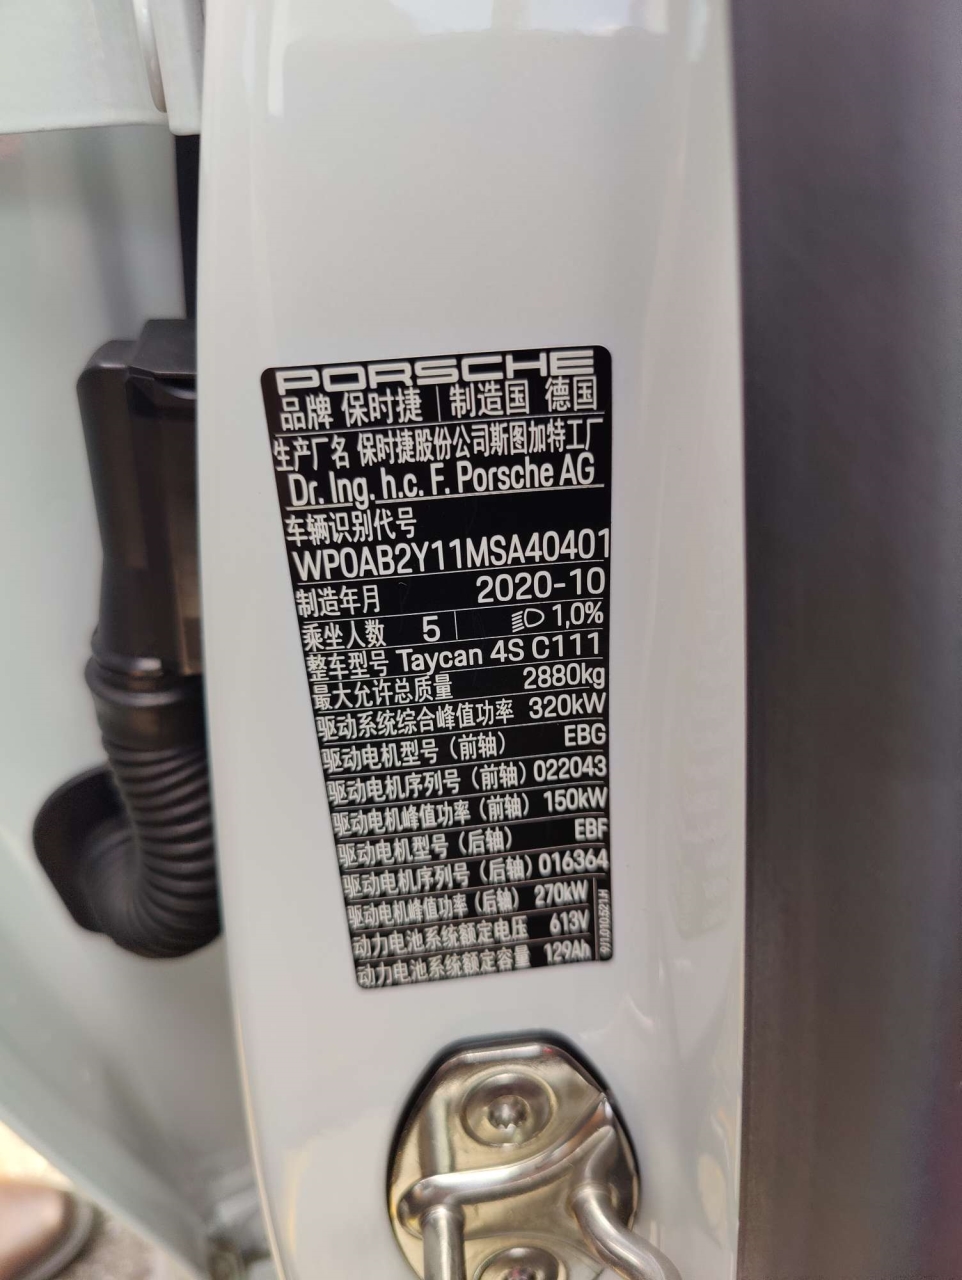 PORSCHE
品牌 保时捷 制造国 德国
生产厂名 保时捷股份公司斯图加特工厂
Dr. Ing. h.c. F. Porsche AG
车辆识别代号
WP0AB2Y11MSA40401
制造年月 2020-10
乘坐人数 5 1,0%
整车型号 Taycan 4S C111
最大允许总质量 2880kg
驱动系统综合峰值功率 320kW
驱动电机型号（前轴） EBG
驱动电机序列号（前轴） 022043
驱动电机峰值功率（前轴） 150kW
驱动电机型号（后轴） EBF
驱动电机序列号（后轴） 016364
驱动电机峰值功率（后轴） 270kW
动力电池系统额定电压 613V
动力电池系统额定容量 129Ah